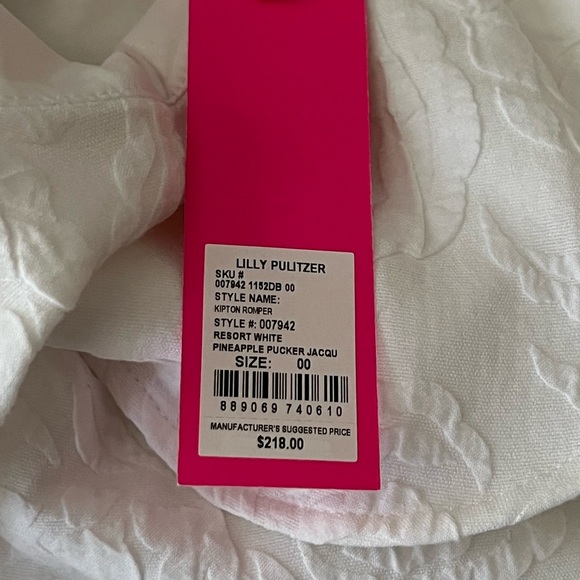 LILLY PULITZER
SKU #
007942 1152DB 00
STYLE NAME:
KIPTON ROMPER
STYLE #: 007942
RESORT WHITE
PINEAPPLE PUCKER JACQU
SIZE: 00
889069 740610
MANUFACTURER'S SUGGESTED PRICE
$218.00